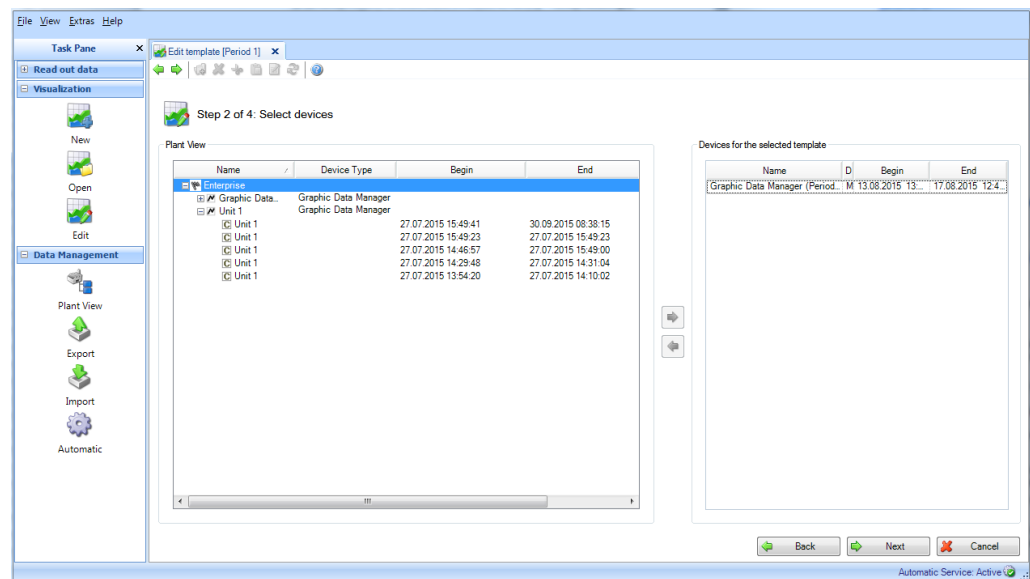 File View Extras Help
Task Pane x
Edit template [Period 1] x
Read out data
Visualization
New
Open
Edit
Data Management
Plant View
Export
Import
Automatic
Step 2 of 4: Select devices
Plant View
Name / Device Type Begin End
Enterprise
Graphic Data.. Graphic Data Manager
Unit 1 Graphic Data Manager
C Unit 1 27.07.2015 15:49:41 30.09.2015 08:38:15
C Unit 1 27.07.2015 15:49:23 27.07.2015 15:49:23
C Unit 1 27.07.2015 14:46:57 27.07.2015 15:49:00
C Unit 1 27.07.2015 14:29:48 27.07.2015 14:31:04
C Unit 1 27.07.2015 13:54:20 27.07.2015 14:10:02
Devices for the selected template
Name D Begin End
Graphic Data Manager (Period... M 13.08.2015 13:... 17.08.2015 12:4...
Back Next Cancel
Automatic Service: Active